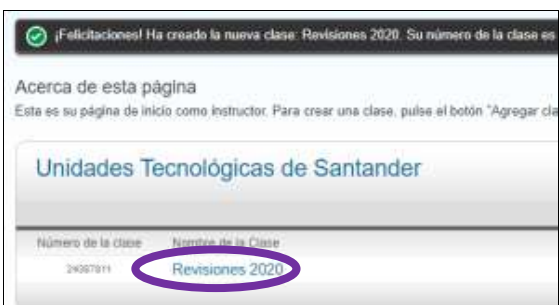 ¡Felicitaciones! Ha creado la nueva clase: Revisiones 2020. Su número de la clase es
Acerca de esta página
Esta es su página de inicio como instructor. Para crear una clase, pulse el botón "Agregar cla
Unidades Tecnológicas de Santander
Número de la clase Nombre de la Clase
Revisiones 2020